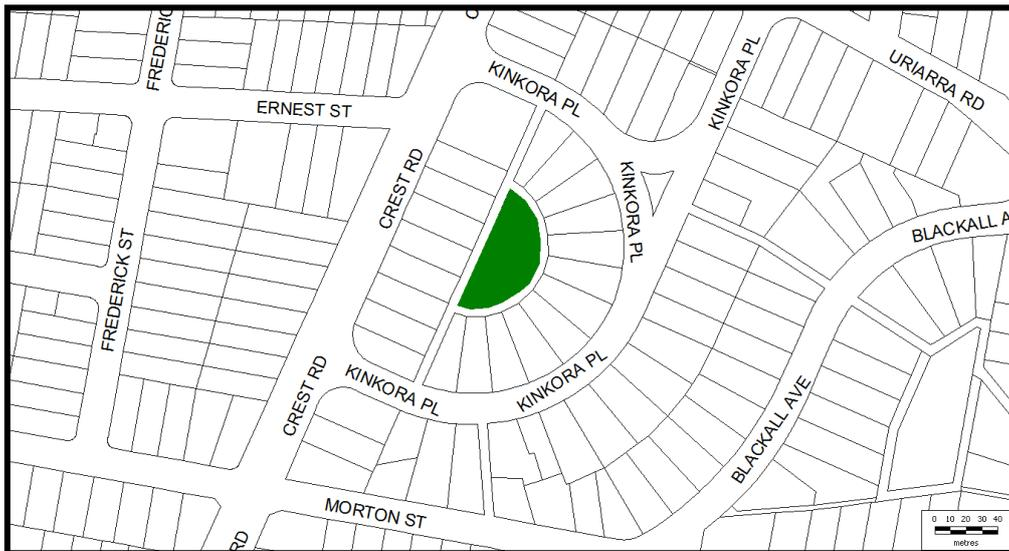 FREDERIC
KINKORA PL
KINKORA PL
URIARRA RD
ERNEST ST
CREST RD
KINKORA PL
BLACKALL A
FREDERICK ST
CREST RD
KINKORA PL
KINKORA PL
BLACKALL AVE
MORTON ST
RD
0 10 20 30 40
metres